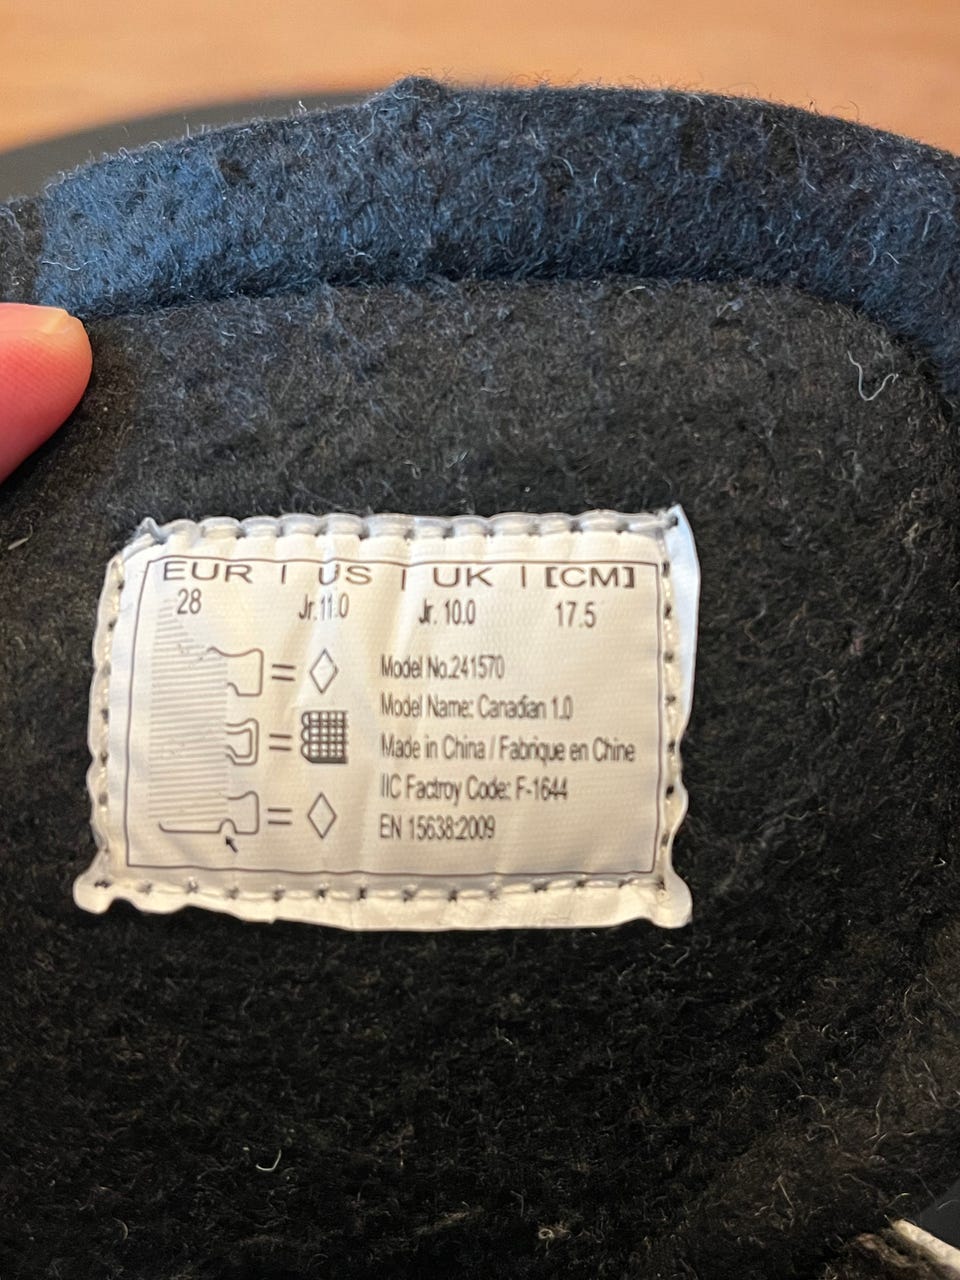 EUR | US | UK | [CM]
28 Jr.11.0 Jr. 10.0 17.5
Model No.241570
Model Name: Canadian 1.0
Made in China / Fabrique en Chine
IIC Factroy Code: F-1644
EN 15638:2009